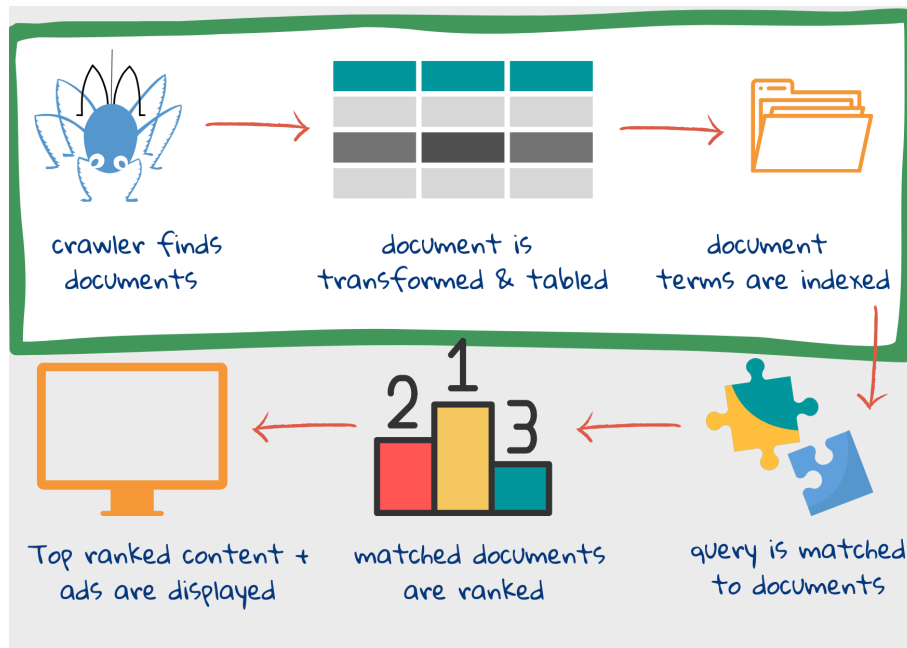 crawler finds
documents
document is
transformed & tabled
document
terms are indexed
2
1
3
Top ranked content +
ads are displayed
matched documents
are ranked
query is matched
to documents